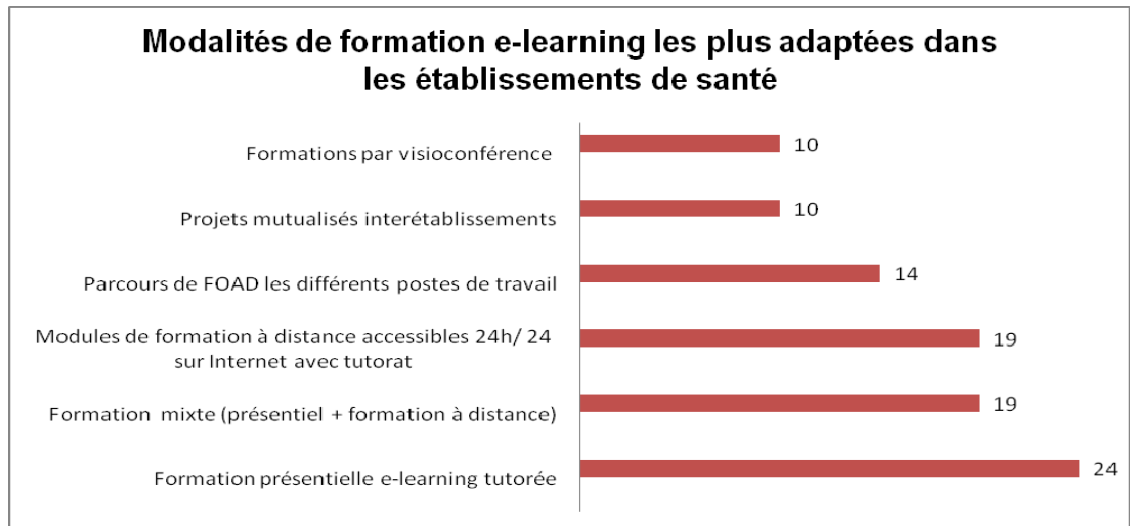 Modalités de formation e-learning les plus adaptées dans
les établissements de santé
Formations par visioconférence 10
Projets mutualisés interétablissements 10
Parcours de FOAD les différents postes de travail 14
Modules de formation à distance accessibles 24h/ 24
sur Internet avec tutorat 19
Formation mixte (présentiel + formation à distance) 19
Formation présentielle e-learning tutorée 24